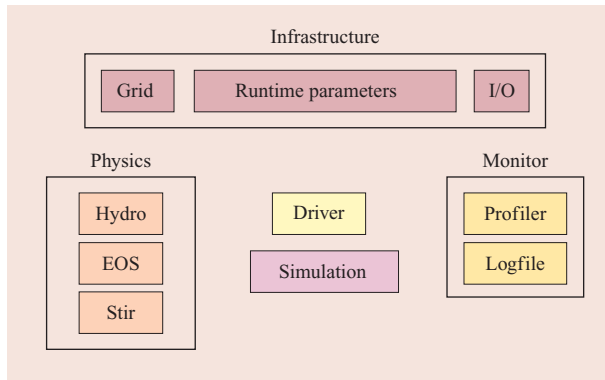 Infrastructure
Grid
Runtime parameters
I/O
Physics
Hydro
EOS
Stir
Driver
Simulation
Monitor
Profiler
Logfile